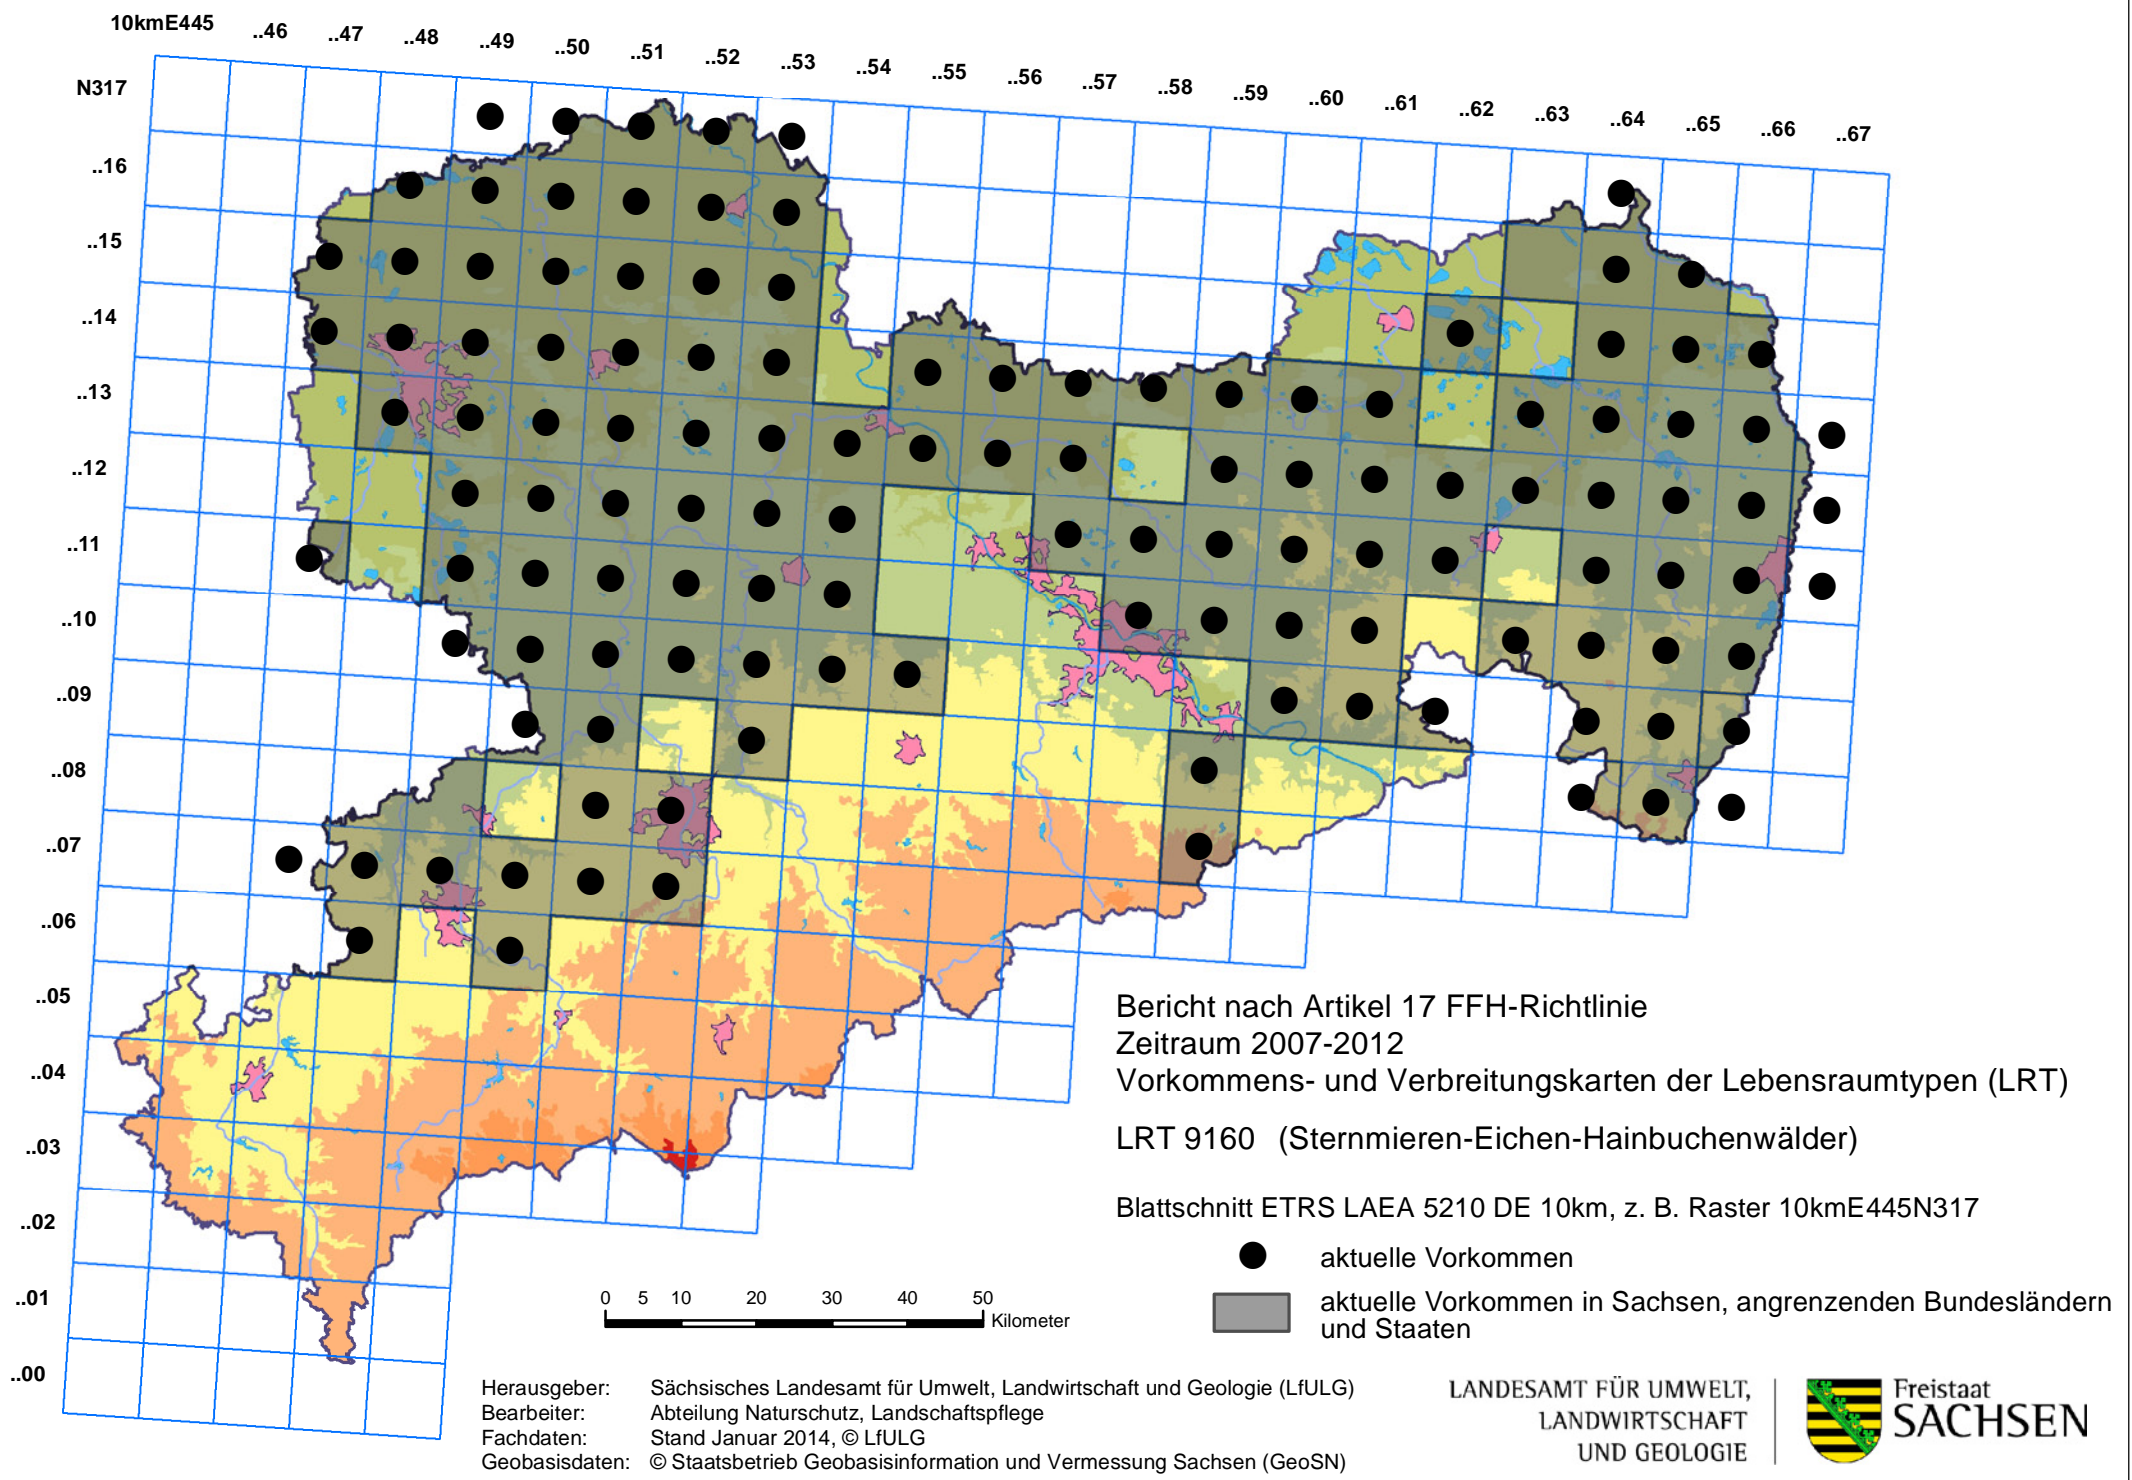 10kmE445 ..46 ..47 ..48 ..49 ..50 ..51 ..52 ..53 ..54 ..55 ..56 ..57 ..58 ..59 ..60 ..61 ..62 ..63 ..64 ..65 ..66 ..67
N317
..16
..15
..14
..13
..12
..11
..10
..09
..08
..07
..06
..05
..04
..03
..02
..01
..00
Bericht nach Artikel 17 FFH-Richtlinie
Zeitraum 2007-2012
Vorkommens- und Verbreitungskarten der Lebensraumtypen (LRT)
LRT 9160 (Sternmieren-Eichen-Hainbuchenwälder)
Blattschnitt ETRS LAEA 5210 DE 10km, z. B. Raster 10kmE445N317
aktuelle Vorkommen
aktuelle Vorkommen in Sachsen, angrenzenden Bundesländern
und Staaten
0 5 10 20 30 40 50
Kilometer
Herausgeber: Sächsisches Landesamt für Umwelt, Landwirtschaft und Geologie (LfULG)
Bearbeiter: Abteilung Naturschutz, Landschaftspflege
Fachdaten: Stand Januar 2014, © LfULG
Geobasisdaten: © Staatsbetrieb Geobasisinformation und Vermessung Sachsen (GeoSN)
LANDESAMT FÜR UMWELT,
LANDWIRTSCHAFT
UND GEOLOGIE
Freistaat
SACHSEN